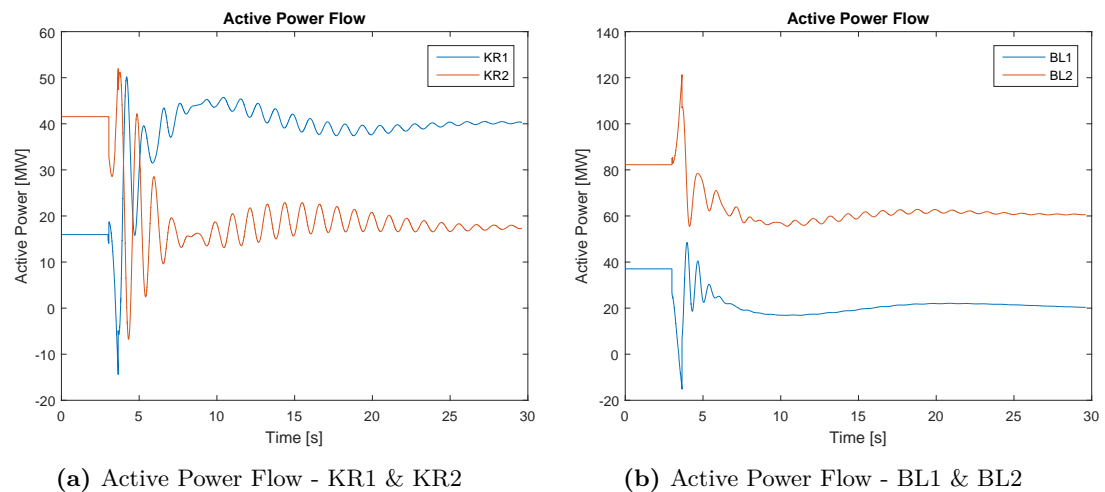 Active Power Flow
60
50
40
30
20
10
0
-10
-20
Active Power [MW]
KR1
KR2
0 5 10 15 20 25 30
Time [s]
(a) Active Power Flow - KR1 & KR2
Active Power Flow
140
120
100
80
60
40
20
0
-20
Active Power [MW]
BL1
BL2
0 5 10 15 20 25 30
Time [s]
(b) Active Power Flow - BL1 & BL2